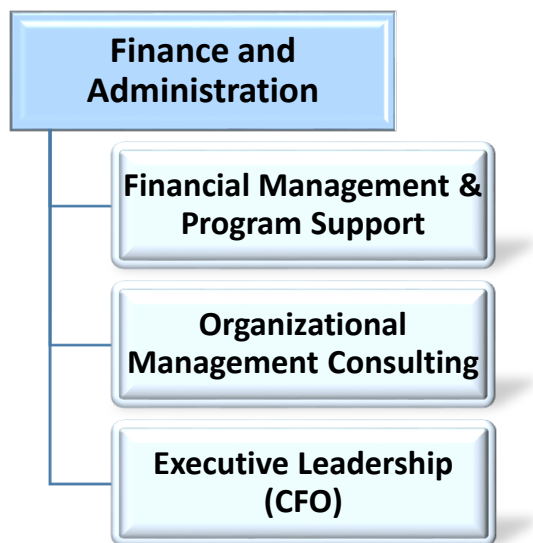 Finance and
Administration
Financial Management &
Program Support
Organizational
Management Consulting
Executive Leadership
(CFO)